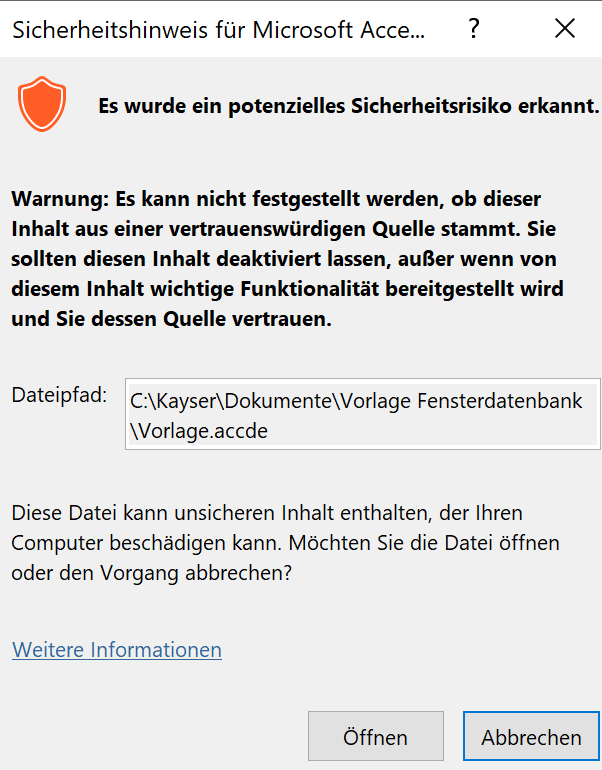 Sicherheitshinweis für Microsoft Acce...
?
Es wurde ein potenzielles Sicherheitsrisiko erkannt.
Warnung: Es kann nicht festgestellt werden, ob dieser
Inhalt aus einer vertrauenswürdigen Quelle stammt. Sie
sollten diesen Inhalt deaktiviert lassen, außer wenn von
diesem Inhalt wichtige Funktionalität bereitgestellt wird
und Sie dessen Quelle vertrauen.
Dateipfad:
C:\Kayser\Dokumente\Vorlage Fensterdatenbank
\Vorlage.accde
Diese Datei kann unsicheren Inhalt enthalten, der Ihren
Computer beschädigen kann. Möchten Sie die Datei öffnen
oder den Vorgang abbrechen?
Weitere Informationen
Öffnen
Abbrechen